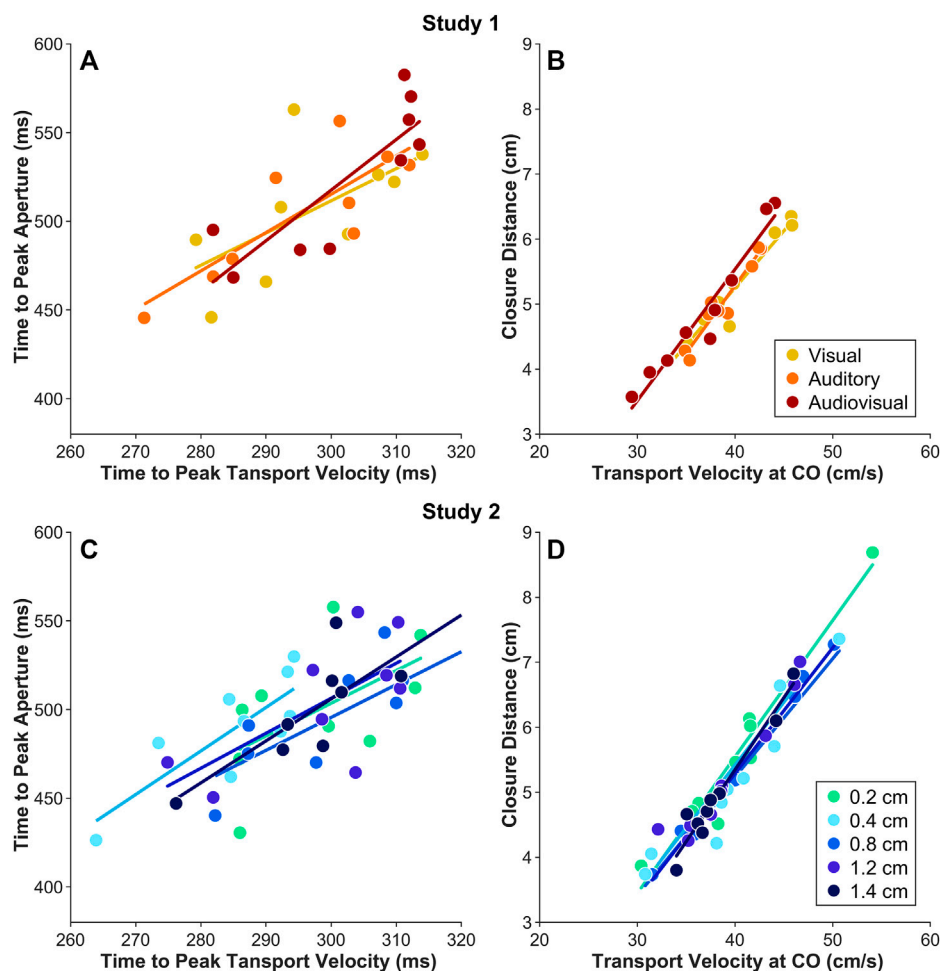 Study 1
A
600
550
500
450
400
Time to Peak Aperture (ms)
260 270 280 290 300 310 320
Time to Peak Tansport Velocity (ms)
B
9
8
7
6
5
4
3
Closure Distance (cm)
Visual
Auditory
Audiovisual
20 30 40 50 60
Transport Velocity at CO (cm/s)
Study 2
C
600
550
500
450
400
Time to Peak Aperture (ms)
260 270 280 290 300 310 320
Time to Peak Tansport Velocity (ms)
D
9
8
7
6
5
4
3
Closure Distance (cm)
0.2 cm
0.4 cm
0.8 cm
1.2 cm
1.4 cm
20 30 40 50 60
Transport Velocity at CO (cm/s)